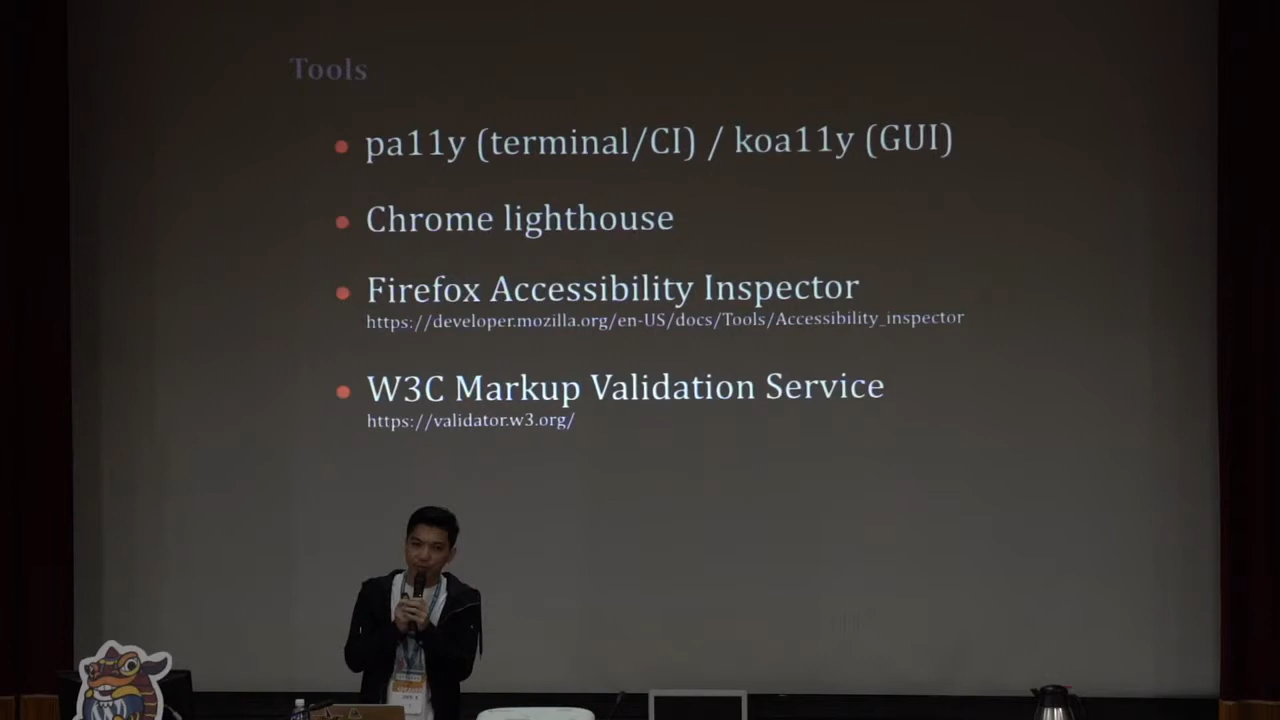 Tools
pa11y (terminal/CI) / koa11y (GUI)
Chrome lighthouse
Firefox Accessibility Inspector
https://developer.mozilla.org/en-US/docs/Tools/Accessibility_inspector
W3C Markup Validation Service
https://validator.w3.org/